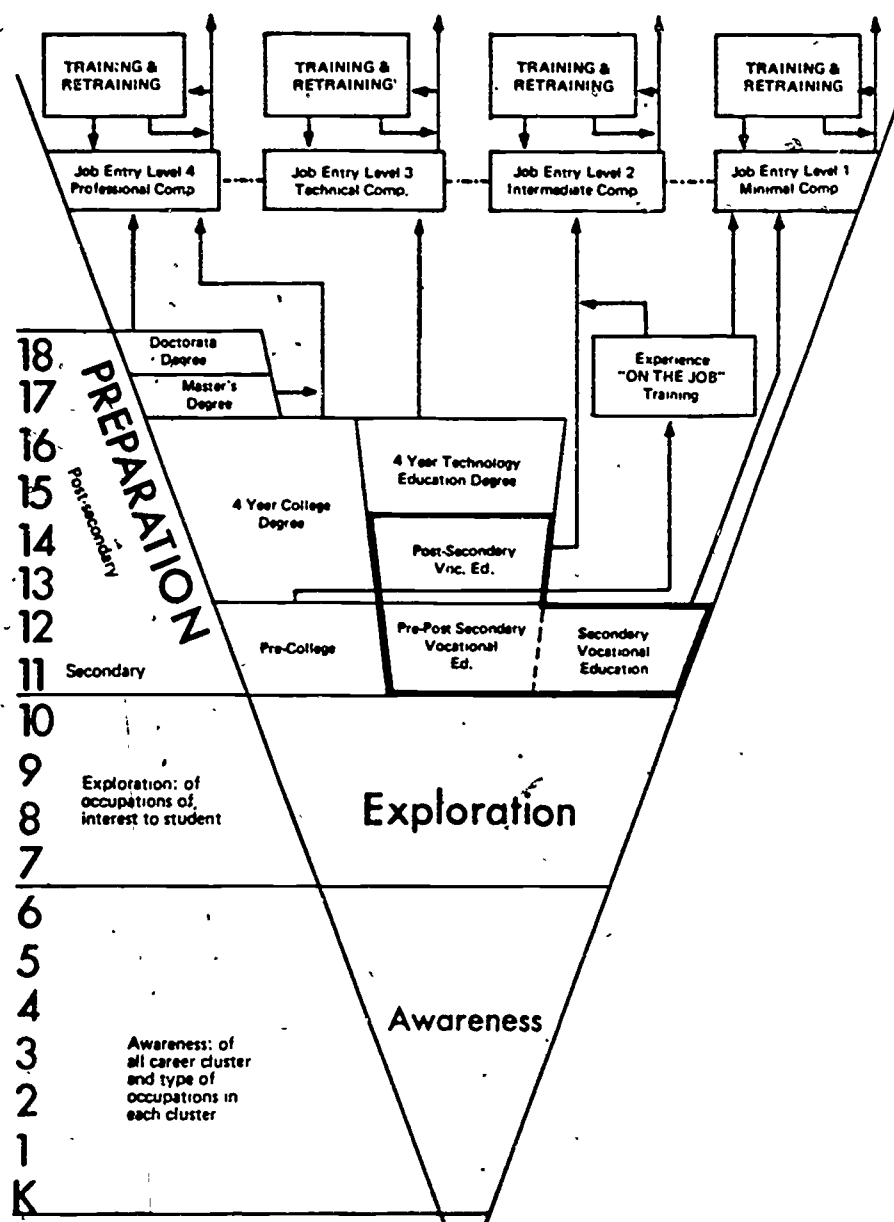 TRAINING &
RETRAINING
TRAINING &
RETRAINING'
TRAINING &
RETRAINING
TRAINING &
RETRAINING
Job Entry Level 4
Professional Comp
Job Entry Level 3
Technical Comp.
Job Entry Level 2
Intermediate Comp
Job Entry Level 1
Minimal Comp
18
17
16
15
14
13
12
11
10
9
8
7
6
5
4
3
2
1
K
PREPARATION
Post-secondary
Secondary
Doctorata
Degree
Master's
Degree
Experience
"ON THE JOB"
Training
4 Year College
Degree
4 Year Technology
Education Degree
Post-Secondary
Vnc. Ed.
Pre-College
Pre-Post Secondary
Vocational
Ed.
Secondary
Vocational
Education
Exploration: of
occupations of
interest to student
Exploration
Awareness
Awareness: of
all career cluster
and type of
occupations in
each cluster